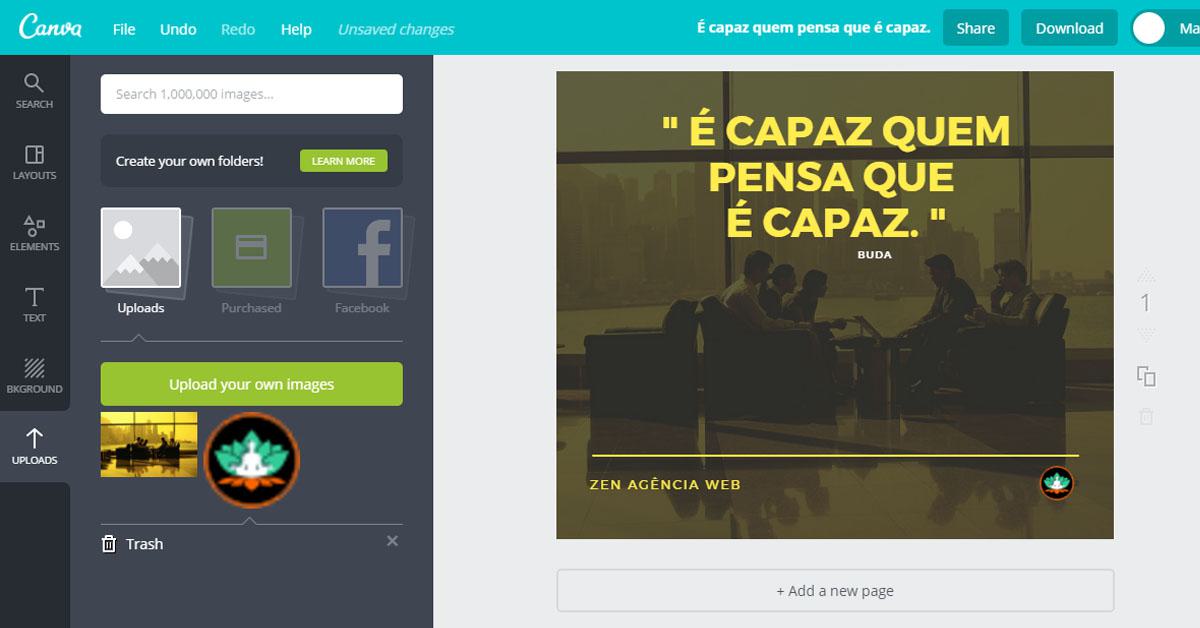 Canva
File Undo Redo Help Unsaved changes
É capaz quem pensa que é capaz.
Share
Download
Ma
SEARCH
LAYOUTS
ELEMENTS
TEXT
BKGROUND
UPLOADS
Search 1,000,000 images...
Create your own folders!
LEARN MORE
Uploads
Purchased
Facebook
Upload your own images
Trash
" É CAPAZ QUEM
PENSA QUE
É CAPAZ. "
BUDA
ZEN AGÊNCIA WEB
1
+ Add a new page